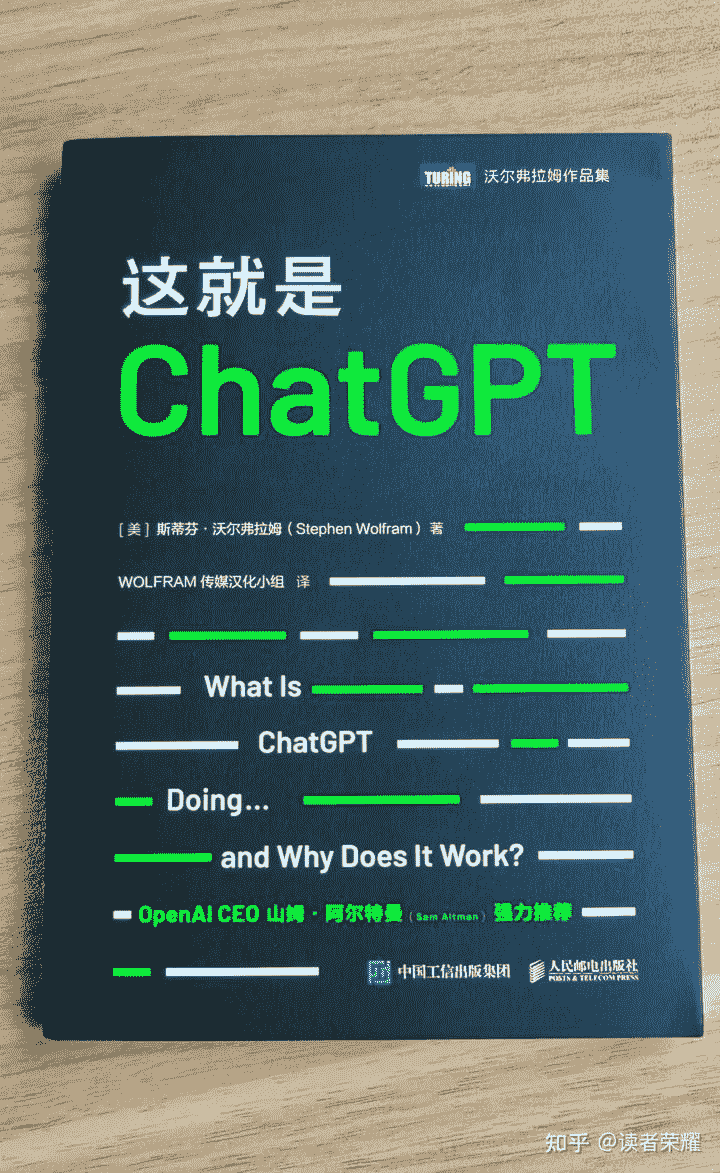 TURING 沃尔弗拉姆作品集
这就是
ChatGPT
[ 美 ] 斯蒂芬 · 沃尔弗拉姆（Stephen Wolfram）著
WOLFRAM 传媒汉化小组 译
What Is
ChatGPT
Doing...
and Why Does It Work?
OpenAI CEO 山姆 · 阿尔特曼（Sam Altman）强力推荐
中国工信出版集团 人民邮电出版社
POSTS & TELECOM PRESS
知乎 @读者荣耀